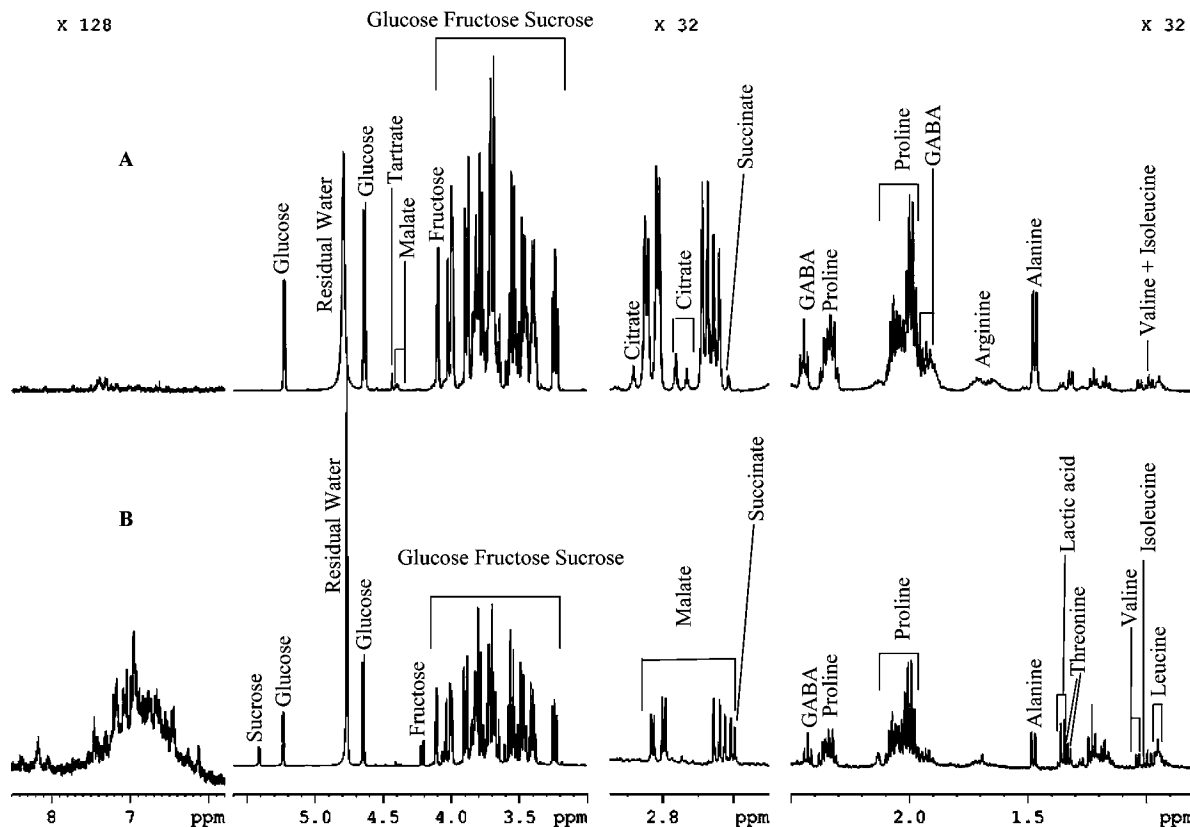 X 128
Glucose Fructose Sucrose
X 32
X 32
A
Glucose
Residual Water
Glucose
Tartrate
Malate
Fructose
Citrate
Citrate
Succinate
GABA
Proline
Proline
GABA
Arginine
Alanine
Valine + Isoleucine
B
Sucrose
Glucose
Residual Water
Glucose
Glucose Fructose Sucrose
Fructose
Malate
Succinate
GABA
Proline
Proline
Alanine
Lactic acid
Threonine
Valine
Isoleucine
Leucine
8 7 ppm
5.0 4.5 4.0 3.5 ppm
2.8 ppm
2.0 1.5 ppm